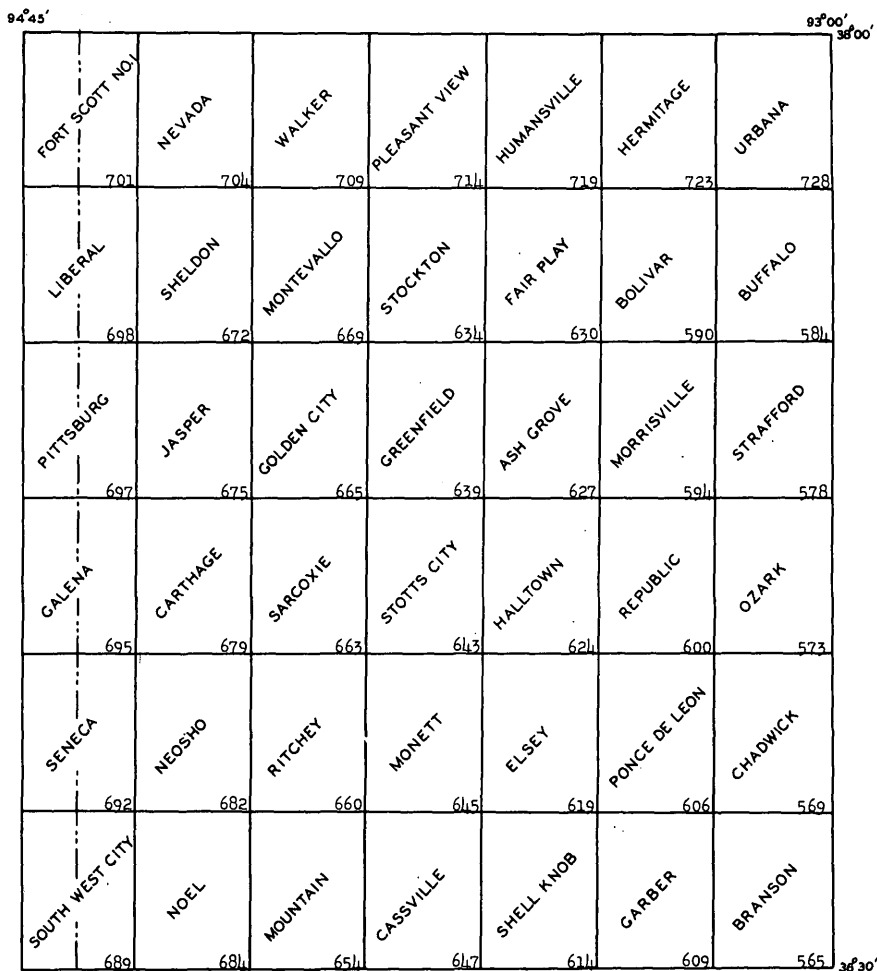 94°45' 93°00'
38°00'
FORT SCOTT NO.1 NEVADA WALKER PLEASANT VIEW HUMANSVILLE HERMITAGE URBANA
701 704 709 714 719 723 728
LIBERAL SHELDON MONTEVALLO STOCKTON FAIR PLAY BOLIVAR BUFFALO
698 672 669 634 630 590 584
PITTSBURG JASPER GOLDEN CITY GREENFIELD ASH GROVE MORRISVILLE STRAFFORD
697 675 665 639 627 594 578
GALENA CARTHAGE SARCOXIE STOTTS CITY HALLTOWN REPUBLIC OZARK
695 679 663 643 624 600 573
SENECA NEOSHO RITCHEY MONETT ELSEY PONCE DE LEON CHADWICK
692 682 660 645 619 606 569
SOUTH WEST CITY NOEL MOUNTAIN CASSVILLE SHELL KNOB GARBER BRANSON
689 684 654 647 614 609 565
36°30'